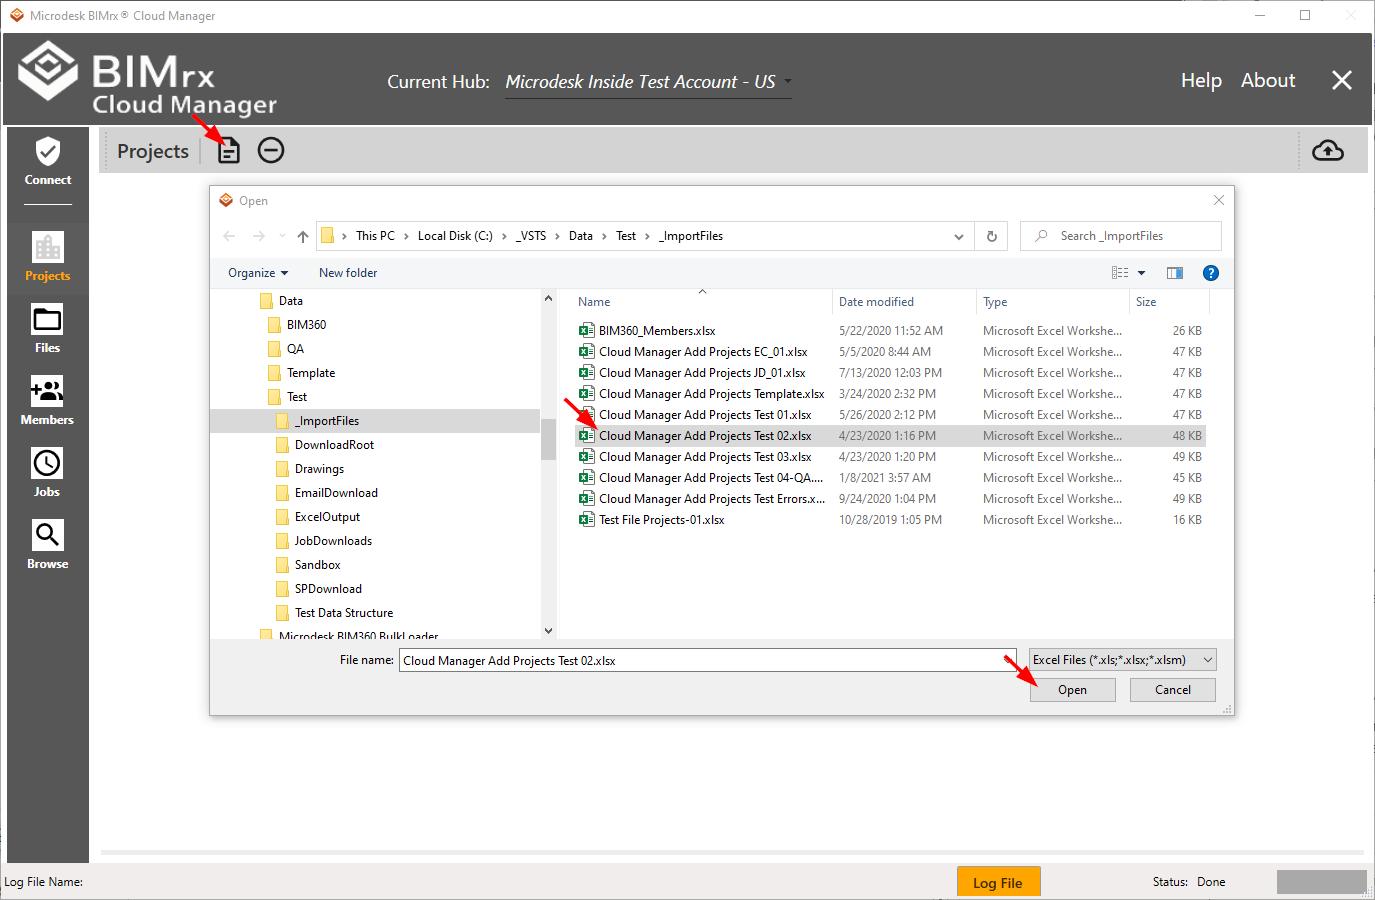 Microdesk BIMrx® Cloud Manager
BIMrx
Cloud Manager
Current Hub: Microdesk Inside Test Account - US
Help About
Projects
Connect
Projects
Files
Members
Jobs
Browse
Open
This PC Local Disk (C:) _VSTS Data Test _ImportFiles
Search _ImportFiles
Organize New folder
Data
BIM360
QA
Template
Test
_ImportFiles
DownloadRoot
Drawings
EmailDownload
ExcelOutput
JobDownloads
Sandbox
SPDownload
Test Data Structure
Microdesk BIM360 BulkLoader
Name Date modified Type Size
BIM360_Members.xlsx 5/22/2020 11:52 AM Microsoft Excel Workshe... 26 KB
Cloud Manager Add Projects EC_01.xlsx 5/5/2020 8:44 AM Microsoft Excel Workshe... 47 KB
Cloud Manager Add Projects JD_01.xlsx 7/13/2020 12:03 PM Microsoft Excel Workshe... 47 KB
Cloud Manager Add Projects Template.xlsx 3/24/2020 2:32 PM Microsoft Excel Workshe... 47 KB
Cloud Manager Add Projects Test 01.xlsx 5/26/2020 2:12 PM Microsoft Excel Workshe... 47 KB
Cloud Manager Add Projects Test 02.xlsx 4/23/2020 1:16 PM Microsoft Excel Workshe... 48 KB
Cloud Manager Add Projects Test 03.xlsx 4/23/2020 1:20 PM Microsoft Excel Workshe... 49 KB
Cloud Manager Add Projects Test 04-QA.... 1/8/2021 3:57 AM Microsoft Excel Workshe... 45 KB
Cloud Manager Add Projects Test Errors.x... 9/24/2020 1:04 PM Microsoft Excel Workshe... 49 KB
Test File Projects-01.xlsx 10/28/2019 1:05 PM Microsoft Excel Workshe... 16 KB
File name: Cloud Manager Add Projects Test 02.xlsx Excel Files (*.xls;*.xlsx;*.xlsm)
Open Cancel
Log File Name: Log File Status: Done